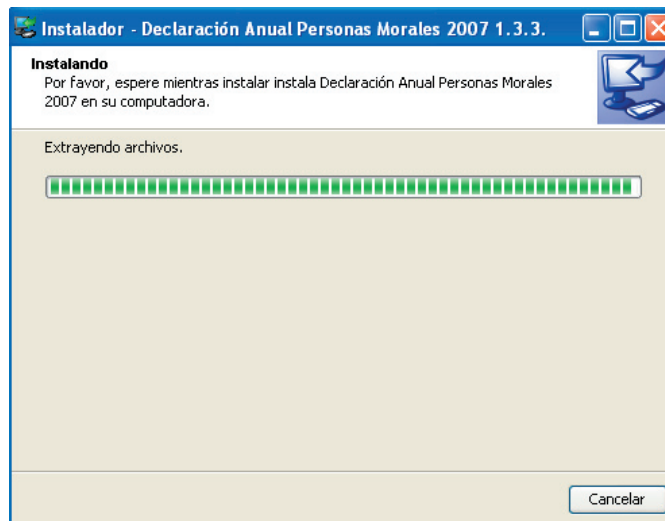 Instalador - Declaración Anual Personas Morales 2007 1.3.3.
Instalando
Por favor, espere mientras instalar instala Declaración Anual Personas Morales
2007 en su computadora.
Extrayendo archivos.
Cancelar